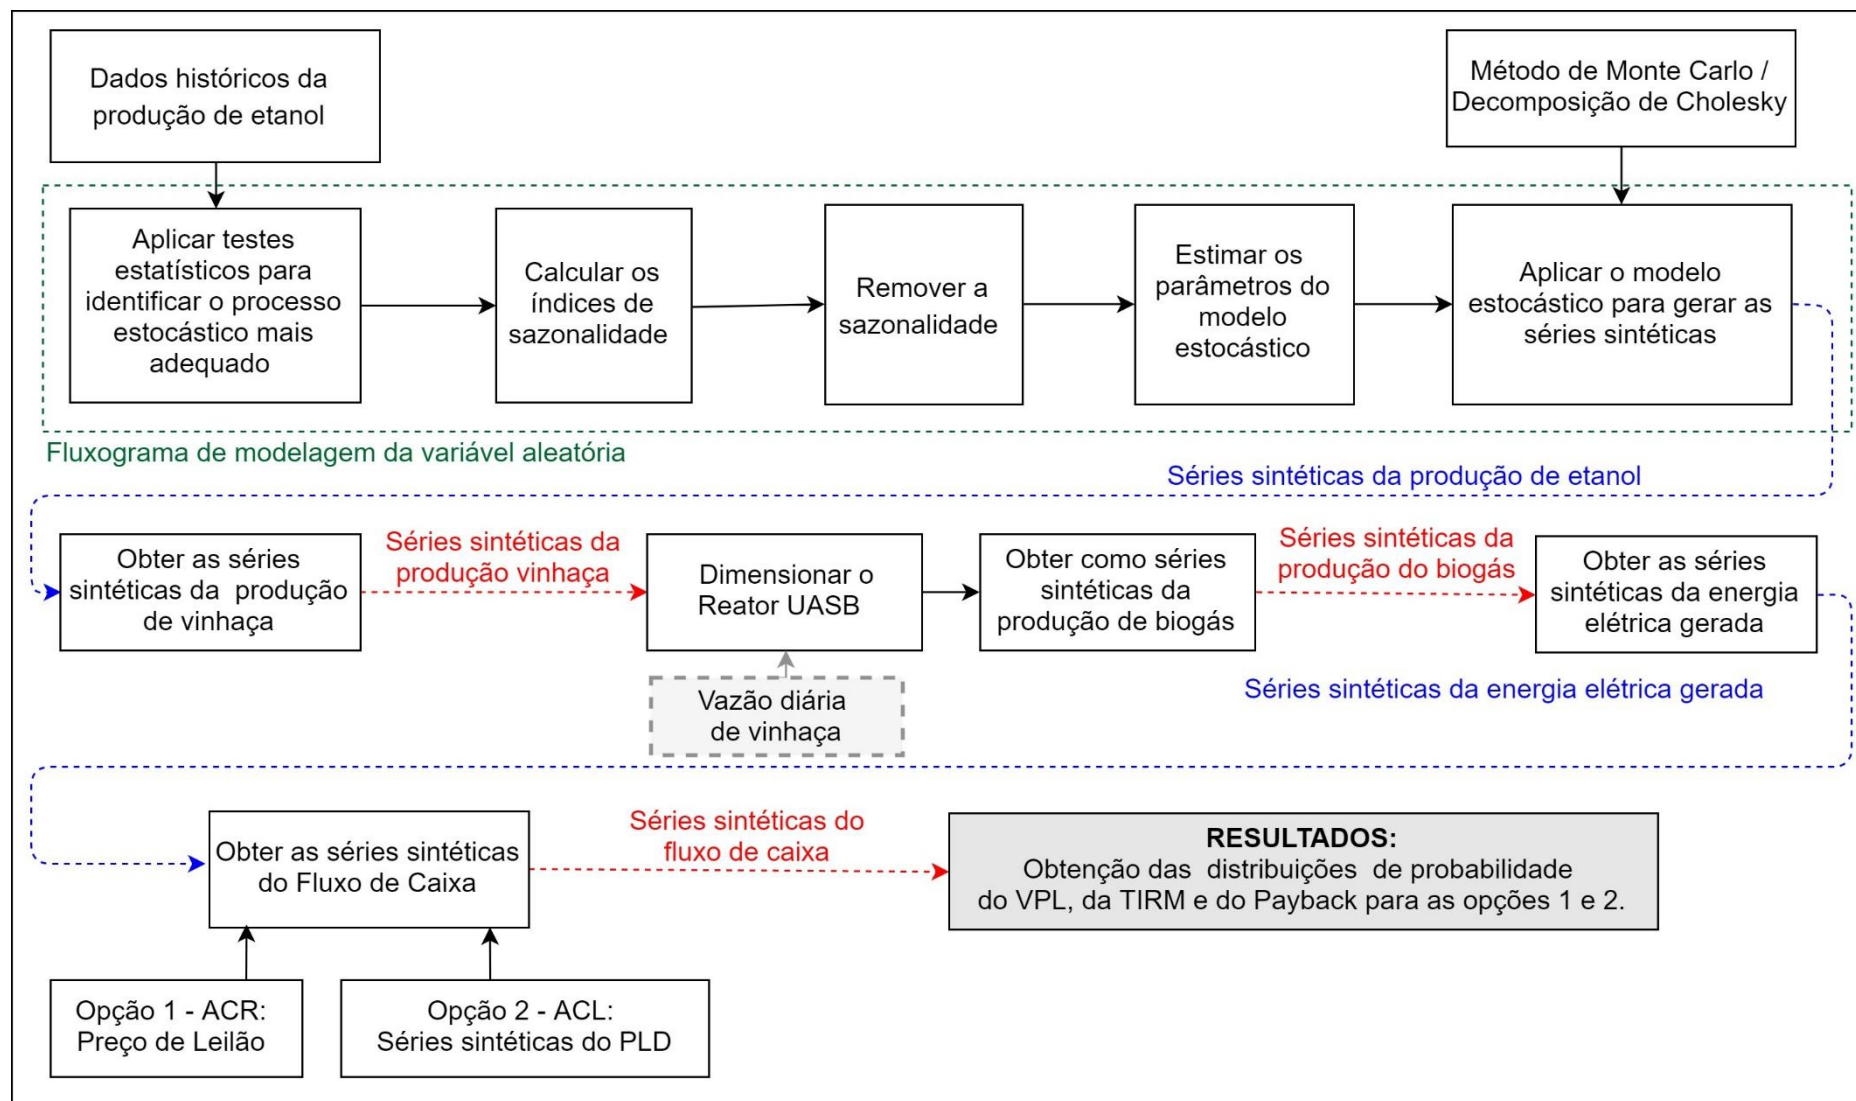 Dados históricos da
produção de etanol
Método de Monte Carlo /
Decomposição de Cholesky
Aplicar testes
estatísticos para
identificar o processo
estocástico mais
adequado
Calcular os
índices de
sazonalidade
Remover a
sazonalidade
Estimar os
parâmetros do
modelo
estocástico
Aplicar o modelo
estocástico para gerar as
séries sintéticas
Fluxograma de modelagem da variável aleatória
Séries sintéticas da produção de etanol
Obter as séries
sintéticas da produção
de vinhaça
Séries sintéticas da
produção vinhaça
Dimensionar o
Reator UASB
Vazão diária
de vinhaça
Obter como séries
sintéticas da
produção de biogás
Séries sintéticas da
produção do biogás
Obter as séries
sintéticas da energia
elétrica gerada
Séries sintéticas da energia elétrica gerada
Obter as séries sintéticas
do Fluxo de Caixa
Séries sintéticas do
fluxo de caixa
RESULTADOS:
Obtenção das distribuições de probabilidade
do VPL, da TIRM e do Payback para as opções 1 e 2.
Opção 1 - ACR:
Preço de Leilão
Opção 2 - ACL:
Séries sintéticas do PLD